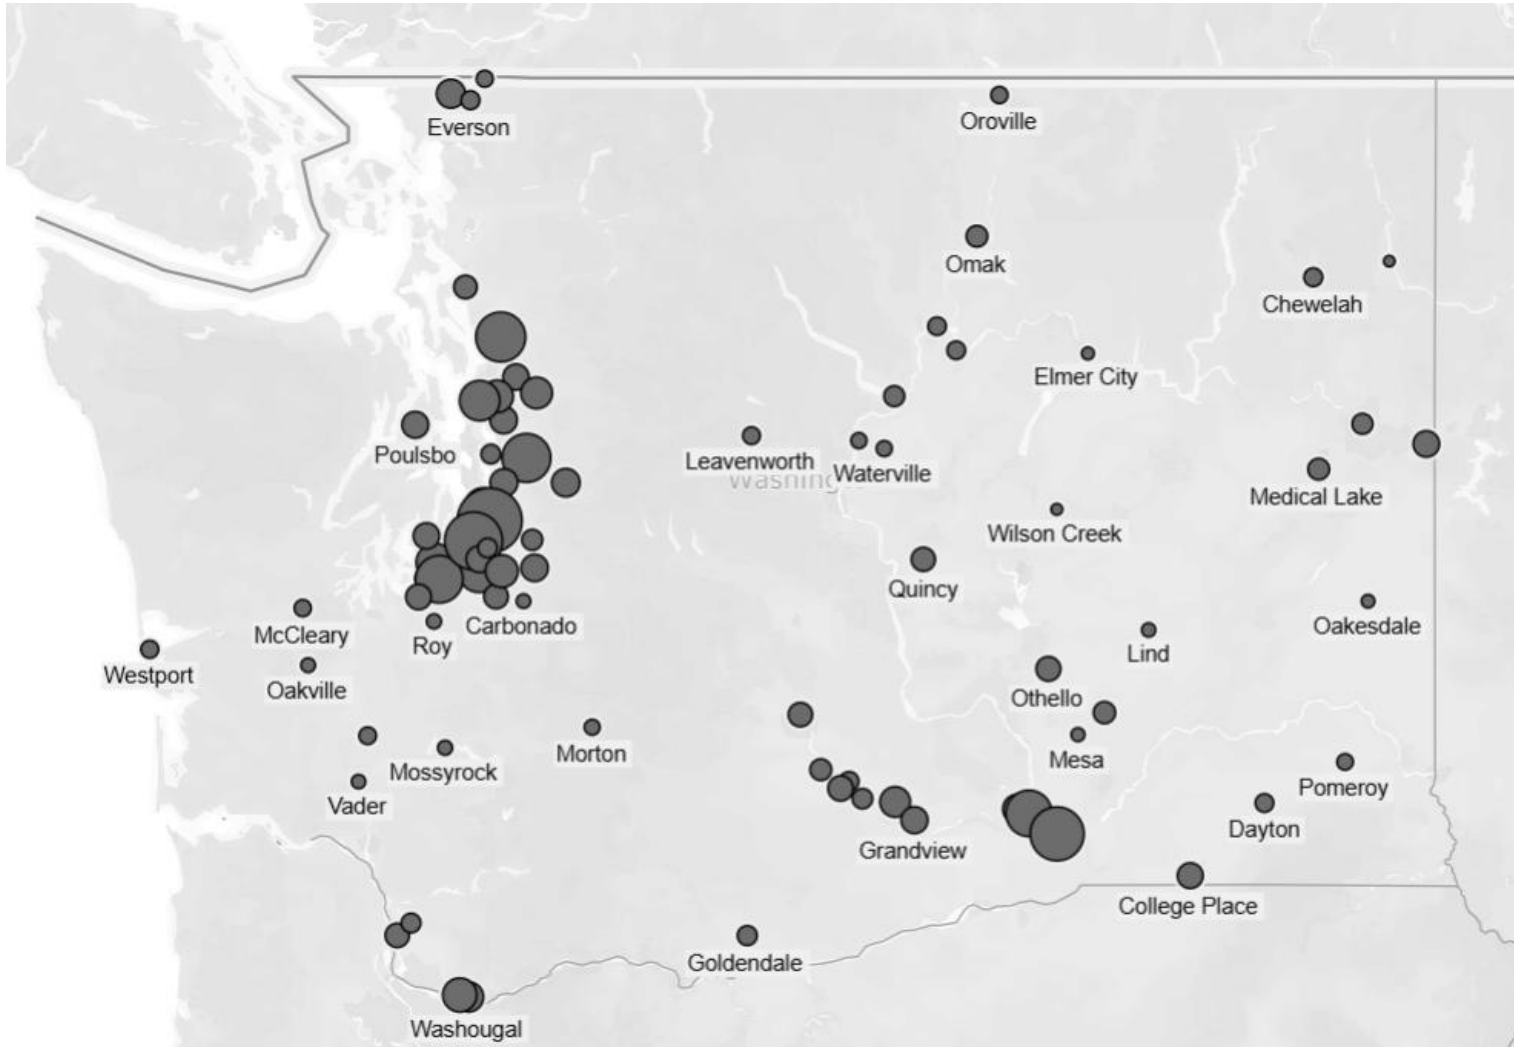 Everson
Oroville
Omak
Chewelah
Elmer City
Poulsbo
Leavenworth
Waterville
Washing
Medical Lake
Wilson Creek
Quincy
McCleary
Carbonado
Oakesdale
Roy
Lind
Westport
Oakville
Othello
Morton
Mesa
Mossyrock
Pomeroy
Vader
Dayton
Grandview
College Place
Goldendale
Washougal